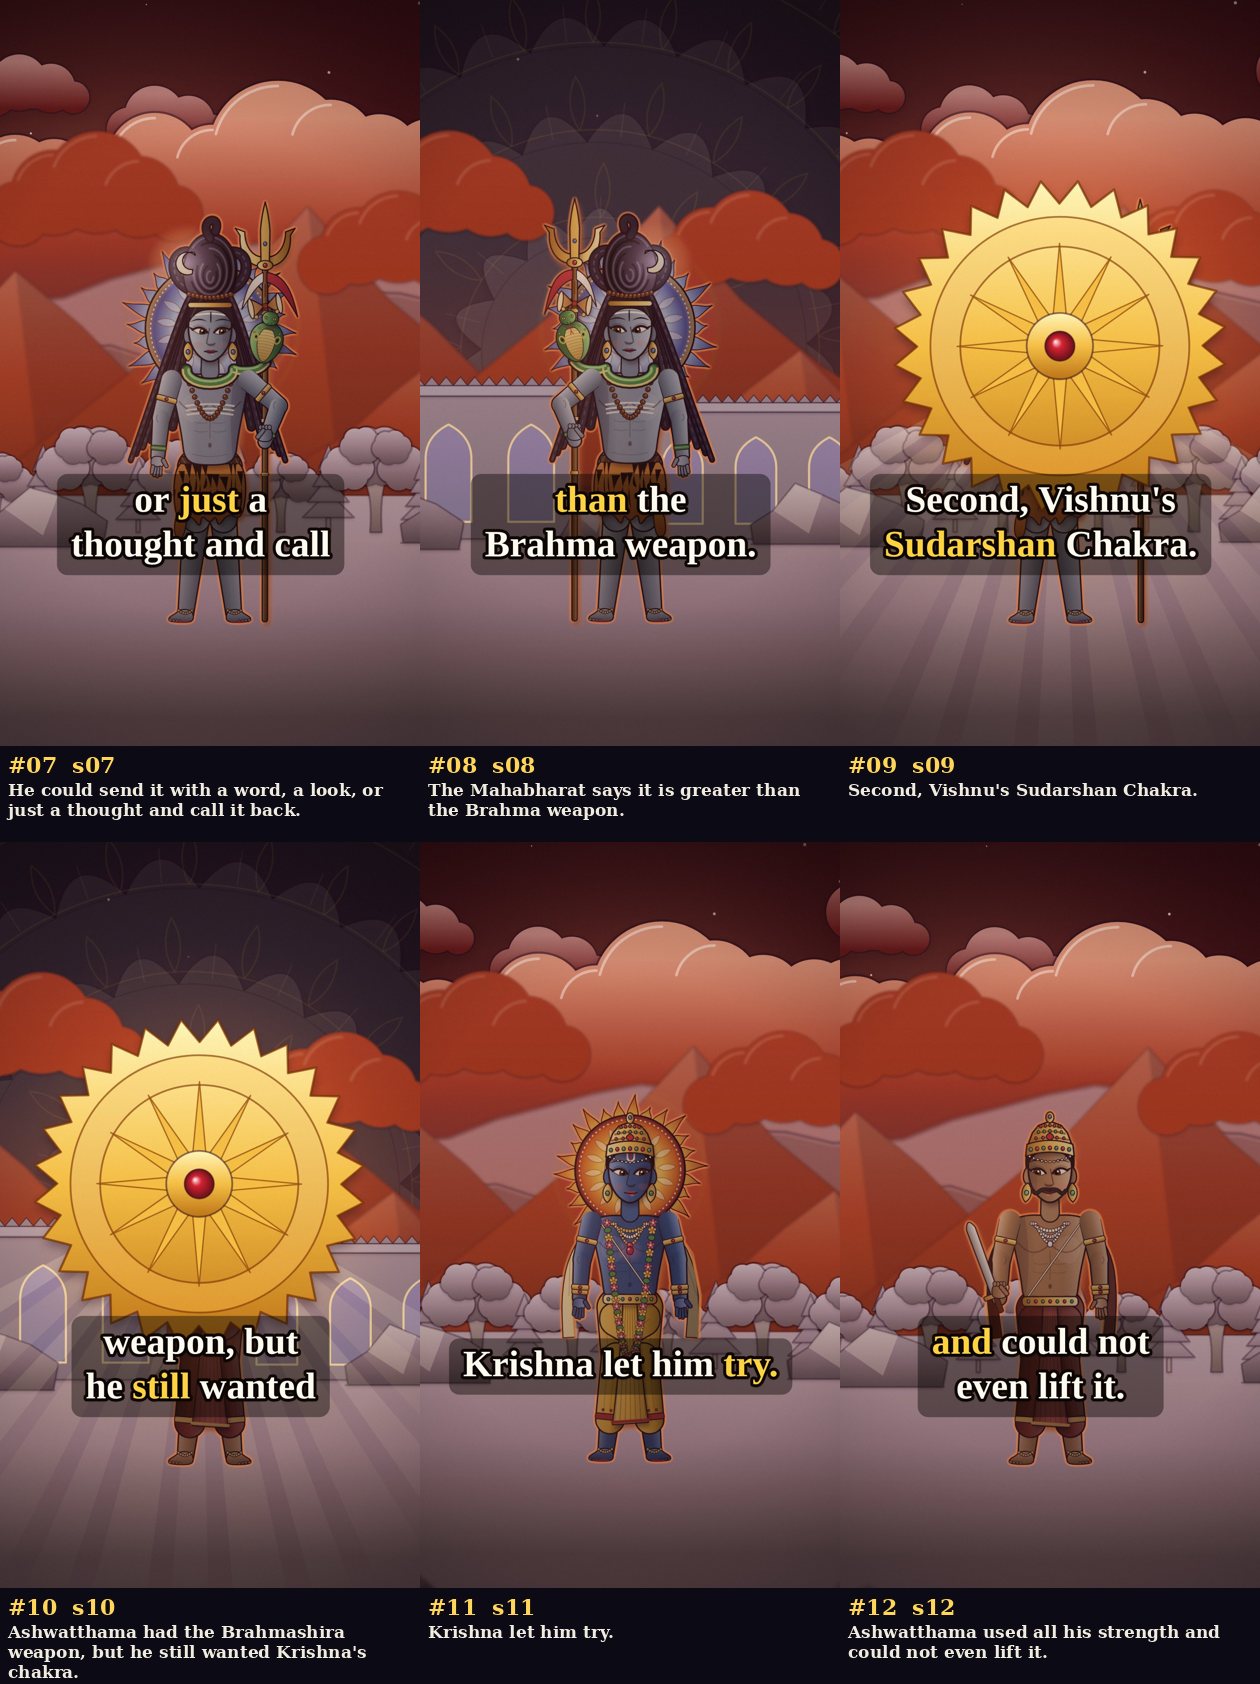 or just a
thought and call
than the
Brahma weapon.
Second, Vishnu's
Sudarshan Chakra.
#07 s07
He could send it with a word, a look, or
just a thought and call it back.
#08 s08
The Mahabharat says it is greater than
the Brahma weapon.
#09 s09
Second, Vishnu's Sudarshan Chakra.
weapon, but
he still wanted
Krishna let him try.
and could not
even lift it.
#10 s10
Ashwatthama had the Brahmashira
weapon, but he still wanted Krishna's
chakra.
#11 s11
Krishna let him try.
#12 s12
Ashwatthama used all his strength and
could not even lift it.